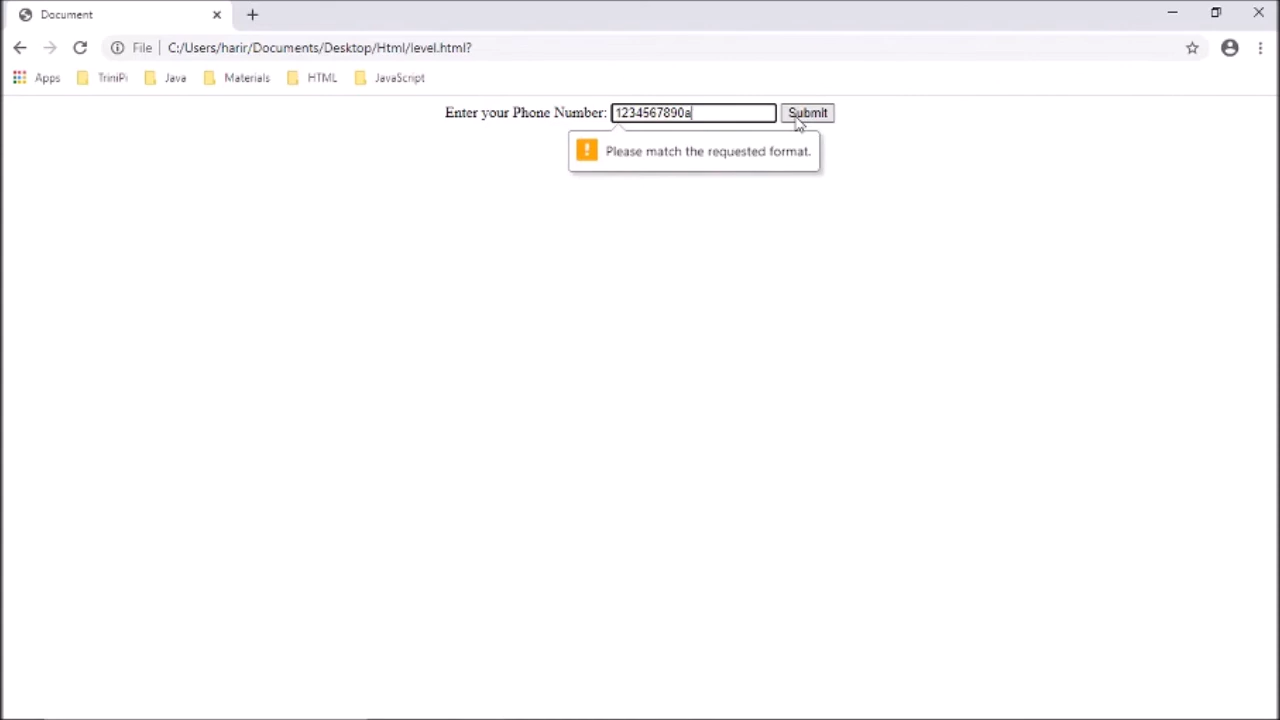 Document
File C:/Users/harir/Documents/Desktop/Html/level.html?
Apps TriniPi Java Materials HTML JavaScript
Enter your Phone Number: 1234567890a Submit
! Please match the requested format.